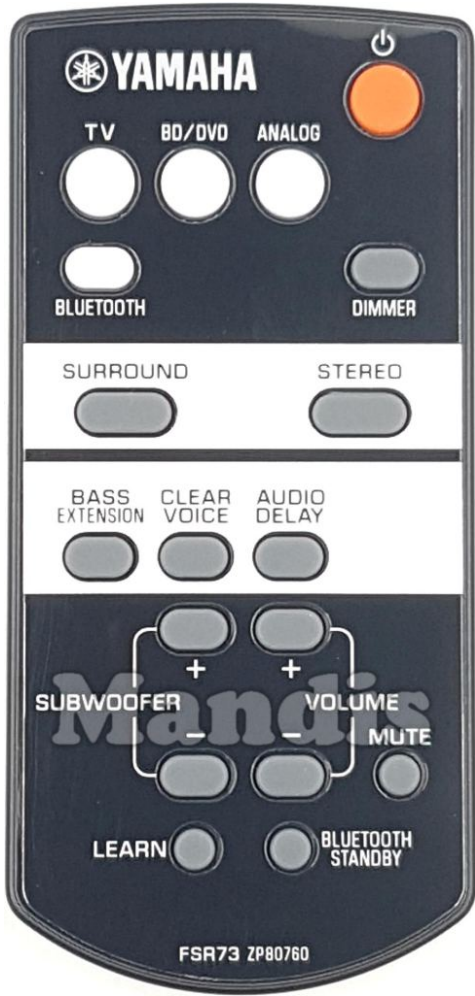 YAMAHA
TV BD/DVD ANALOG
BLUETOOTH DIMMER
SURROUND STEREO
BASS CLEAR AUDIO
EXTENSION VOICE DELAY
+ +
SUBWOOFER VOLUME
Mandis
- - MUTE
LEARN BLUETOOTH
STANDBY
FSR73 ZP80760